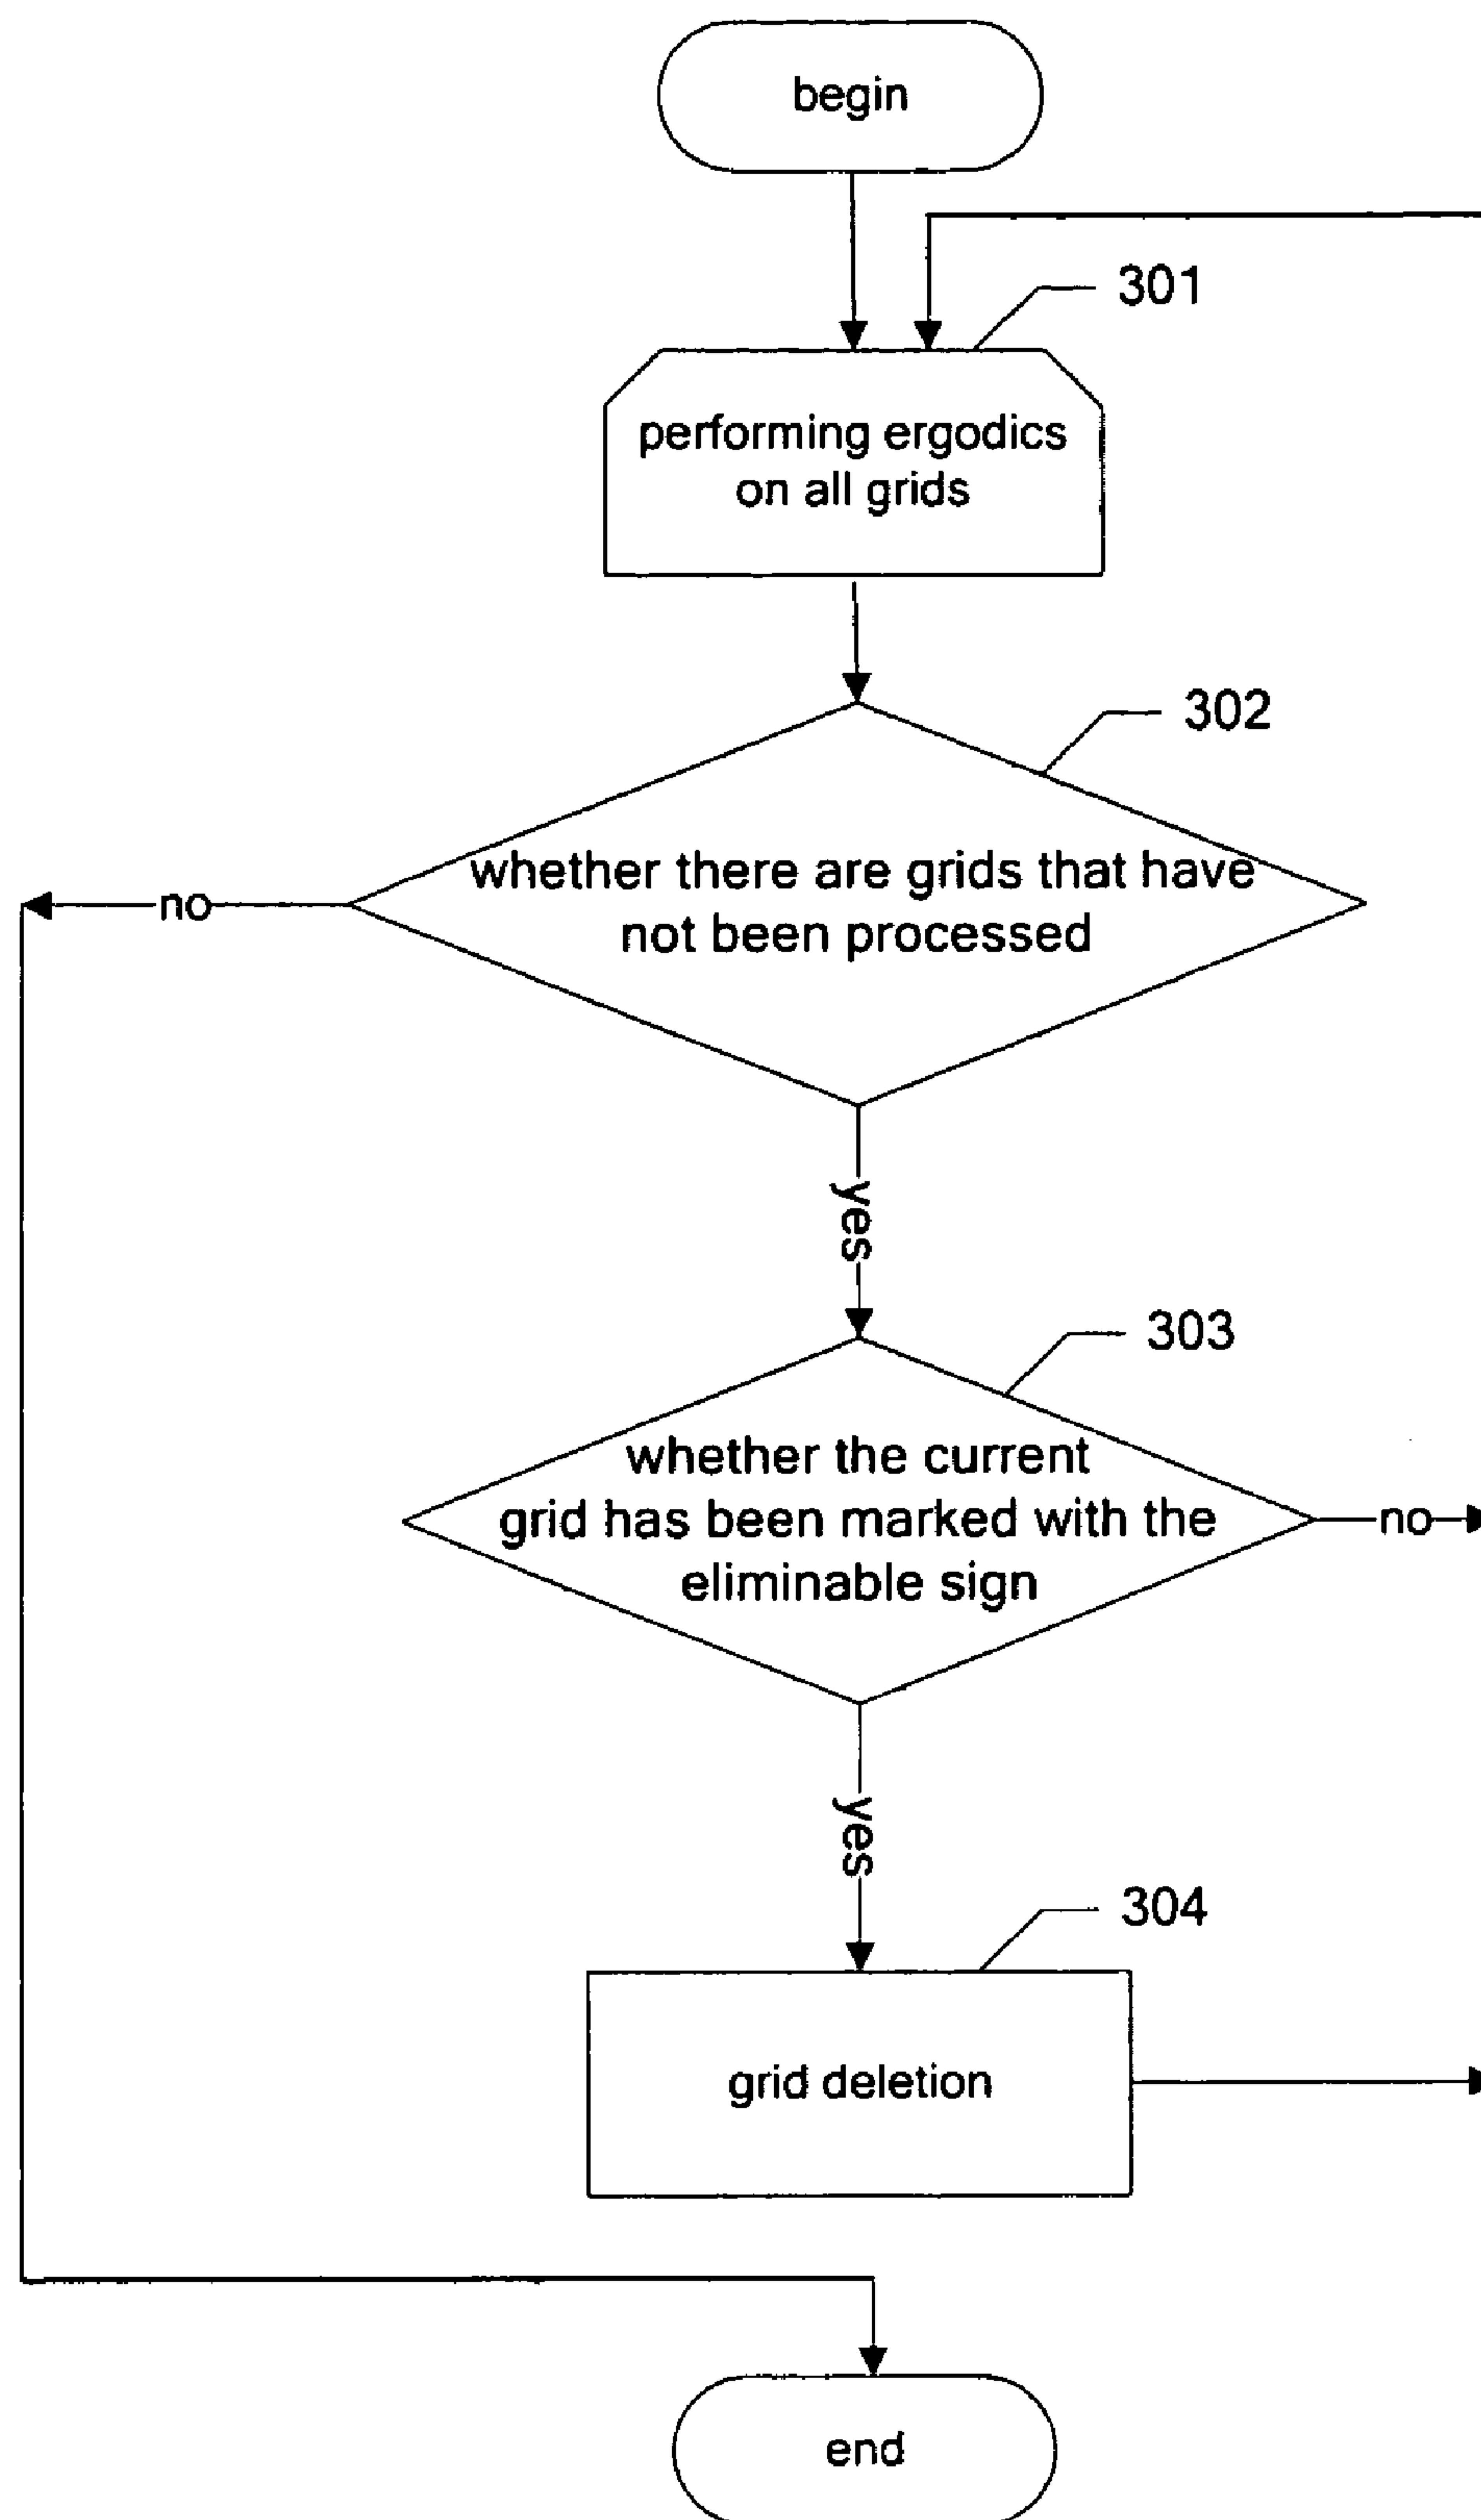 begin
301
performing ergodics
on all grids
302
whether there are grids that have
not been processed
no
yes
303
whether the current
grid has been marked with the
eliminable sign
no
yes
304
grid deletion
end